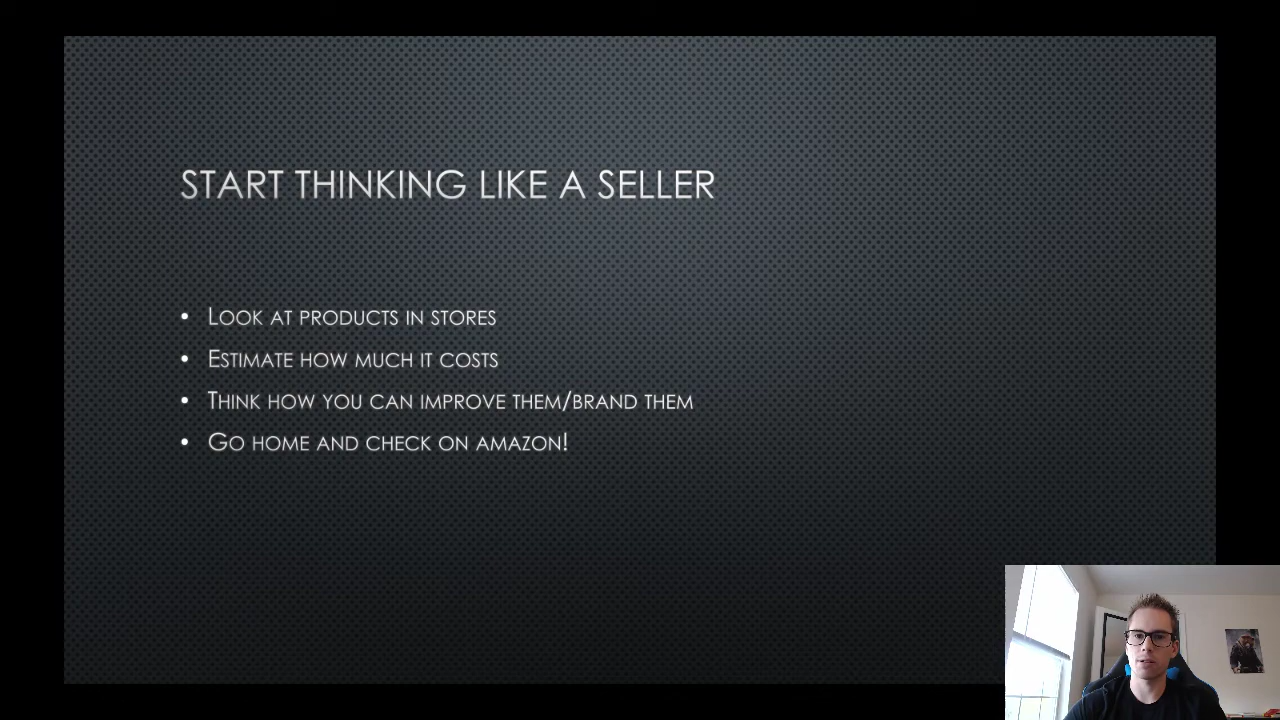 START THINKING LIKE A SELLER
• LOOK AT PRODUCTS IN STORES
• ESTIMATE HOW MUCH IT COSTS
• THINK HOW YOU CAN IMPROVE THEM/BRAND THEM
• GO HOME AND CHECK ON AMAZON!